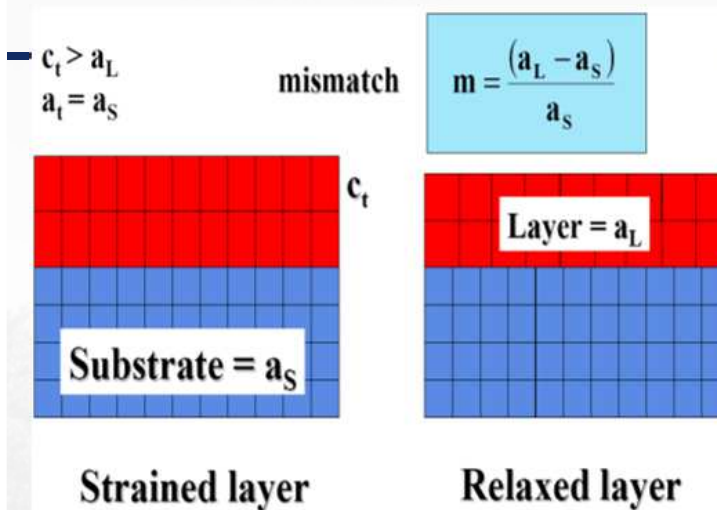 c_t > a_L
a_t = a_S
mismatch
m = (a_L − a_S) / a_S
c_t
Layer = a_L
Substrate = a_S
Strained layer
Relaxed layer